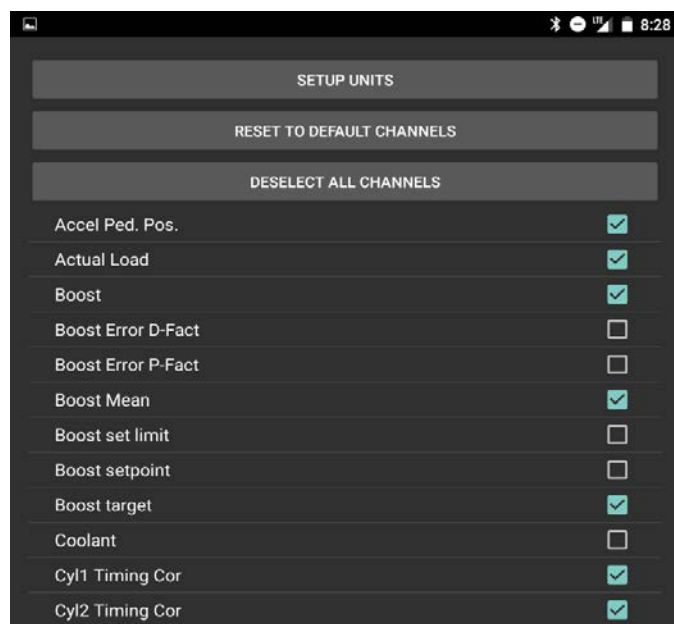 LTE 8:28
SETUP UNITS
RESET TO DEFAULT CHANNELS
DESELECT ALL CHANNELS
Accel Ped. Pos.
Actual Load
Boost
Boost Error D-Fact
Boost Error P-Fact
Boost Mean
Boost set limit
Boost setpoint
Boost target
Coolant
Cyl1 Timing Cor
Cyl2 Timing Cor